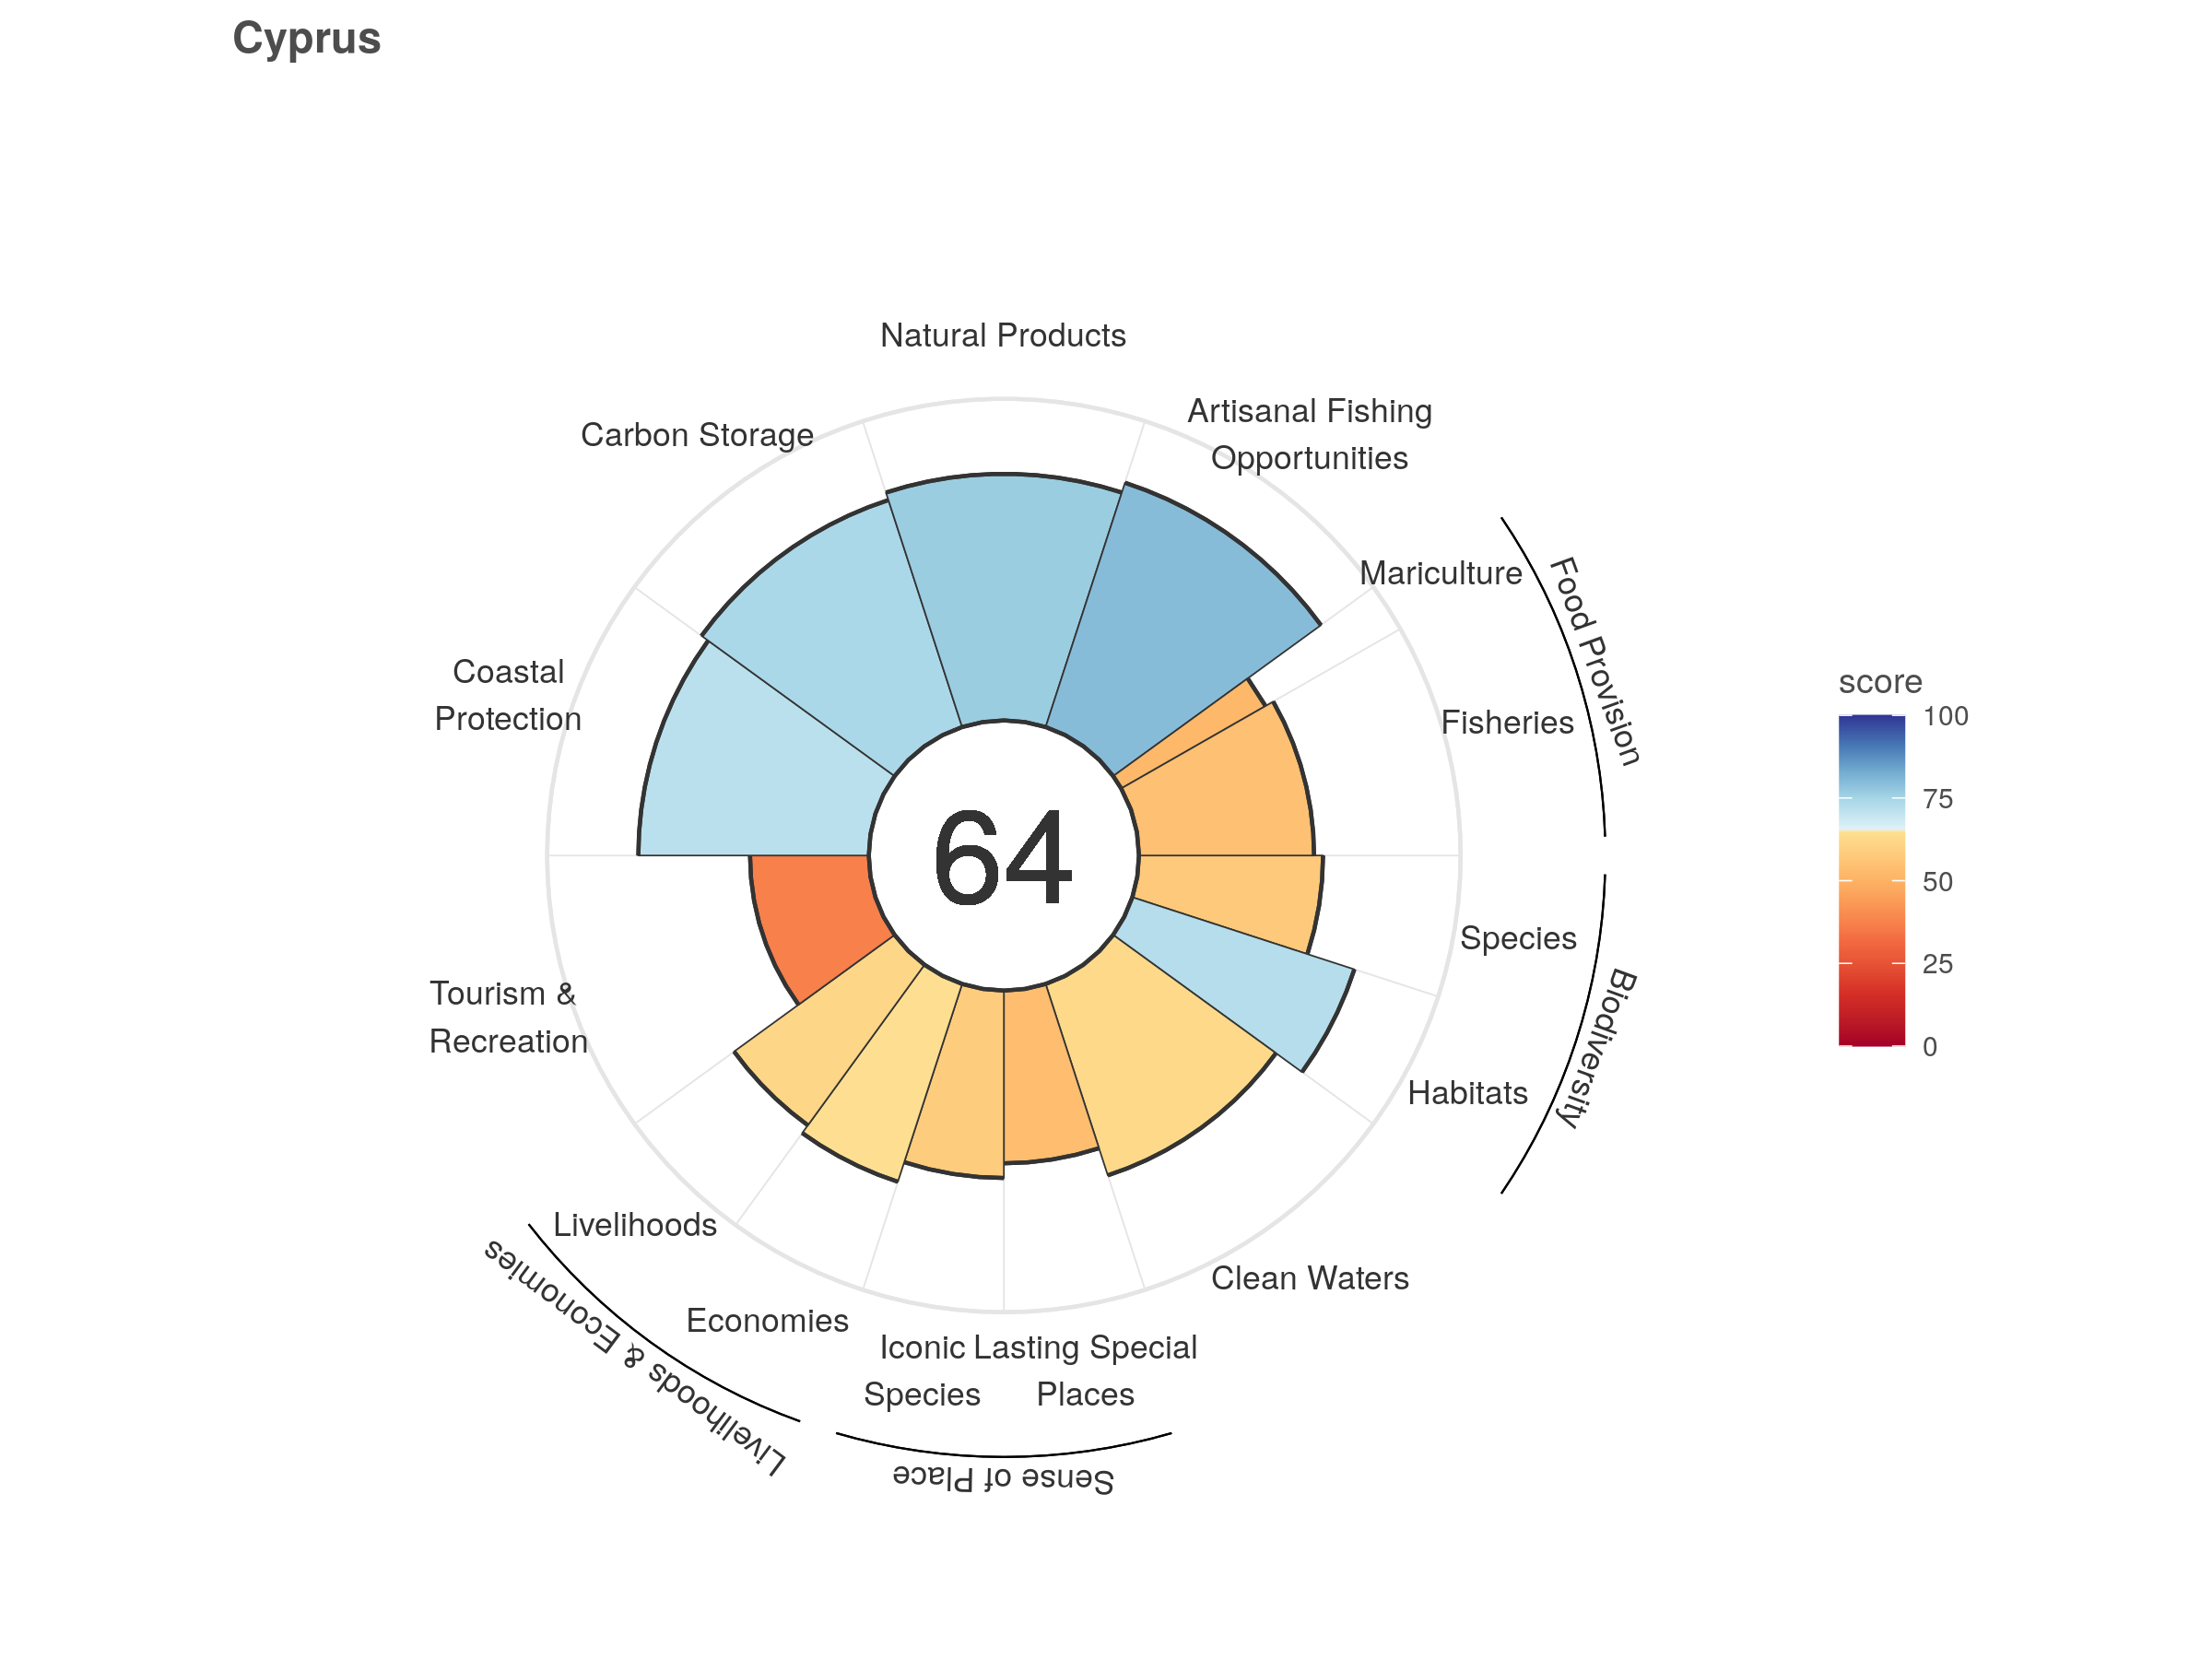 Cyprus
Natural Products
Artisanal Fishing
Opportunities
Carbon Storage
Mariculture
Food Provision
Fisheries
Coastal
Protection
score
100
75
50
25
0
64
Species
Biodiversity
Habitats
Tourism &
Recreation
Livelihoods
Livelihoods & Economies
Economies
Clean Waters
Iconic
Species
Lasting Special
Places
Sense of Place